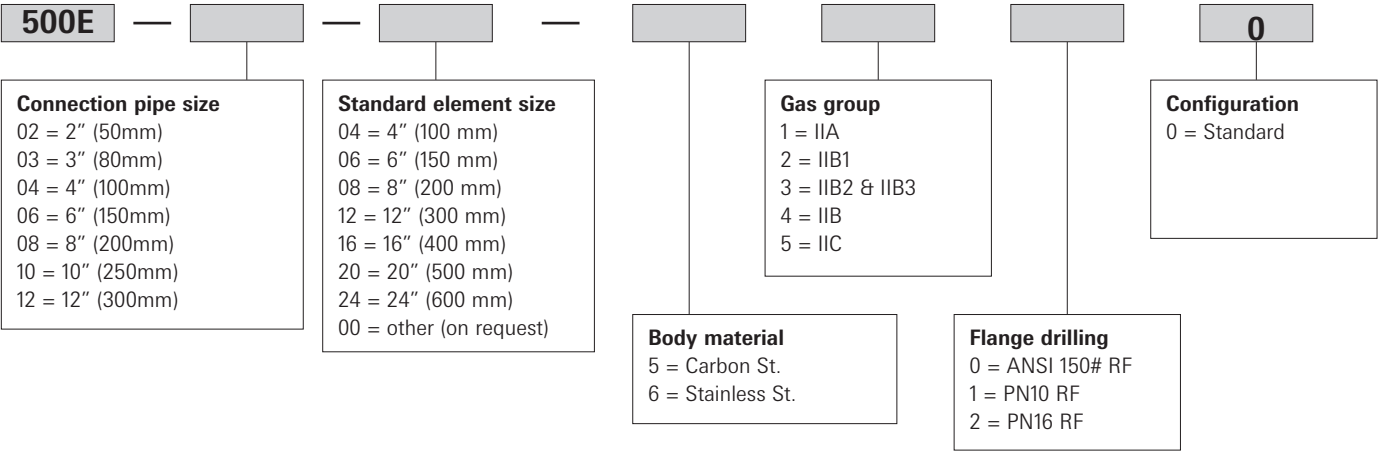 500E — — — 0
Connection pipe size
02 = 2” (50mm)
03 = 3” (80mm)
04 = 4” (100mm)
06 = 6” (150mm)
08 = 8” (200mm)
10 = 10” (250mm)
12 = 12” (300mm)
Standard element size
04 = 4” (100 mm)
06 = 6” (150 mm)
08 = 8” (200 mm)
12 = 12” (300 mm)
16 = 16” (400 mm)
20 = 20” (500 mm)
24 = 24” (600 mm)
00 = other (on request)
Body material
5 = Carbon St.
6 = Stainless St.
Gas group
1 = IIA
2 = IIB1
3 = IIB2 & IIB3
4 = IIB
5 = IIC
Flange drilling
0 = ANSI 150# RF
1 = PN10 RF
2 = PN16 RF
Configuration
0 = Standard